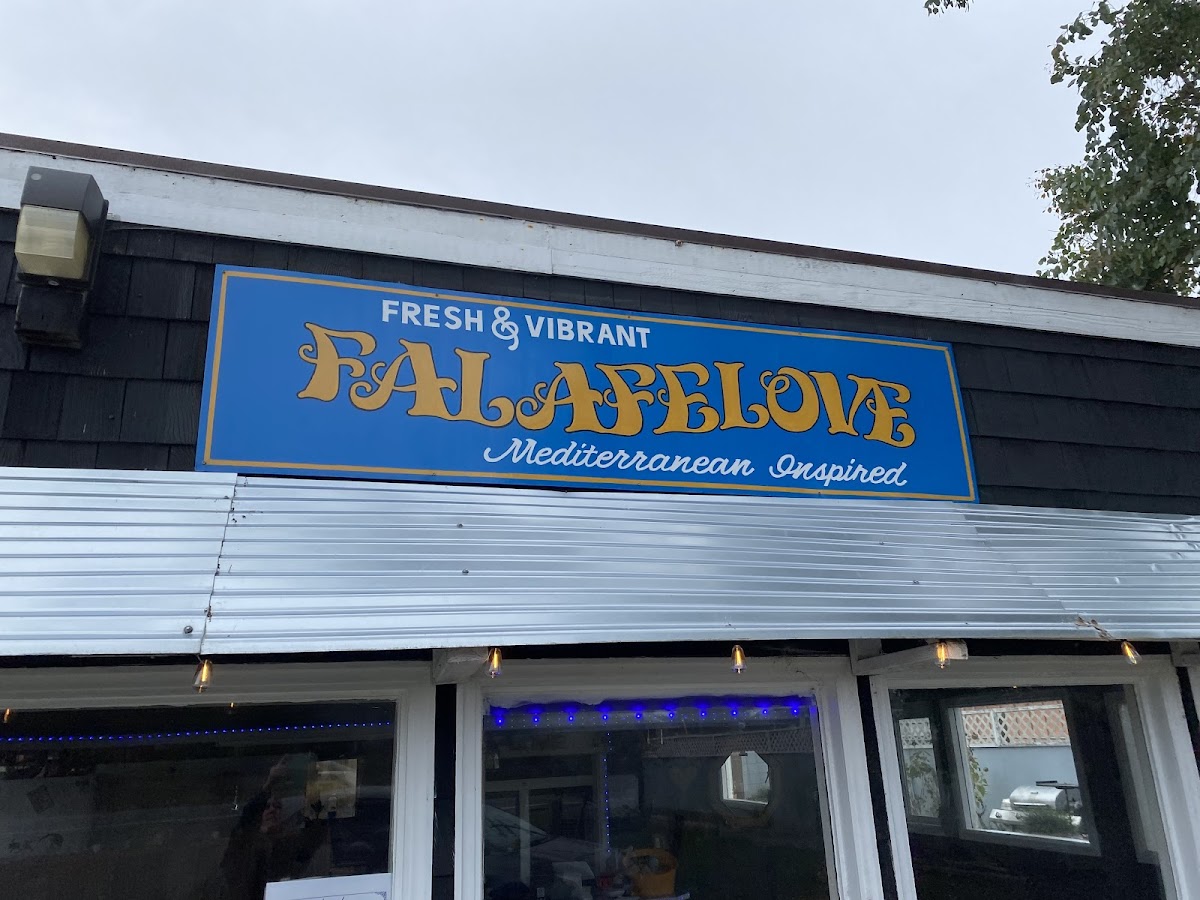 FRESH & VIBRANT
FALAFELOVE
Mediterranean Inspired